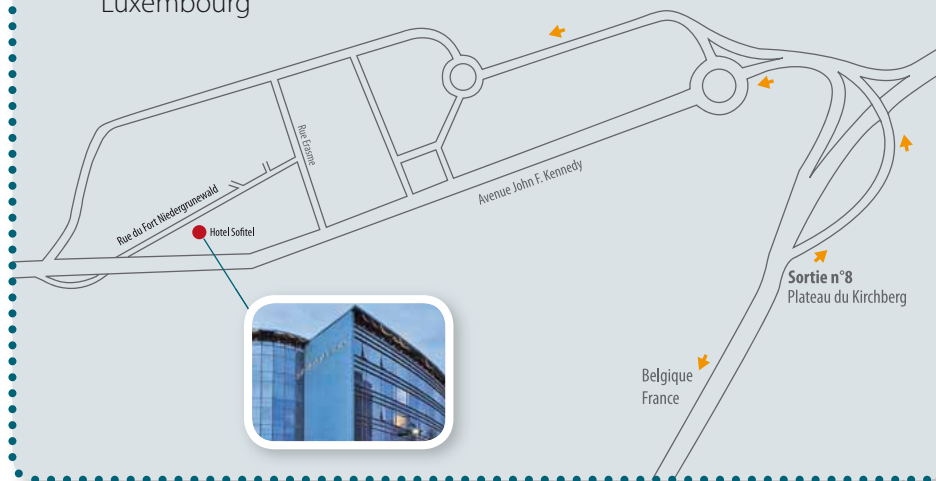 Luxembourg
Rue Erasme
Rue du Fort Niedergrunewald
Avenue John F. Kennedy
Hotel Sofitel
Sortie n°8
Plateau du Kirchberg
Belgique
France